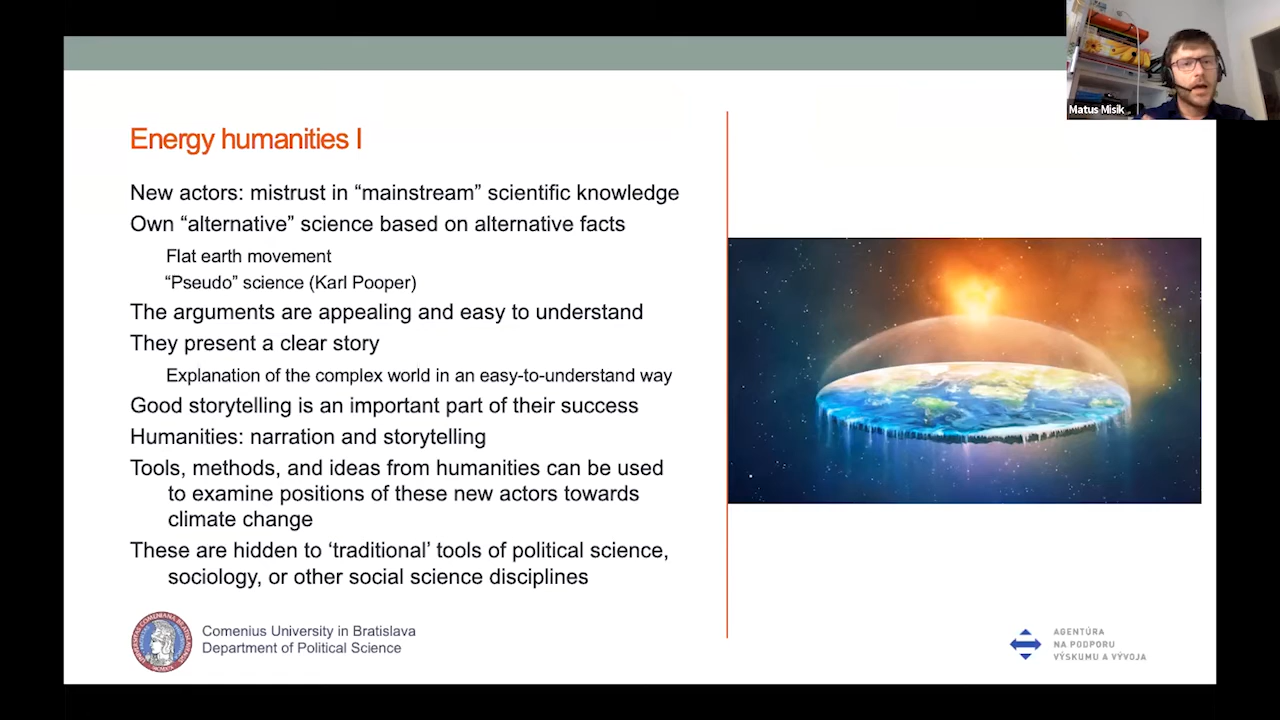 Matus Misik
Energy humanities I
New actors: mistrust in “mainstream” scientific knowledge
Own “alternative” science based on alternative facts
Flat earth movement
“Pseudo” science (Karl Pooper)
The arguments are appealing and easy to understand
They present a clear story
Explanation of the complex world in an easy-to-understand way
Good storytelling is an important part of their success
Humanities: narration and storytelling
Tools, methods, and ideas from humanities can be used
to examine positions of these new actors towards
climate change
These are hidden to ‘traditional’ tools of political science,
sociology, or other social science disciplines
Comenius University in Bratislava
Department of Political Science
AGENTÚRA
NA PODPORU
VÝSKUMU A VÝVOJA